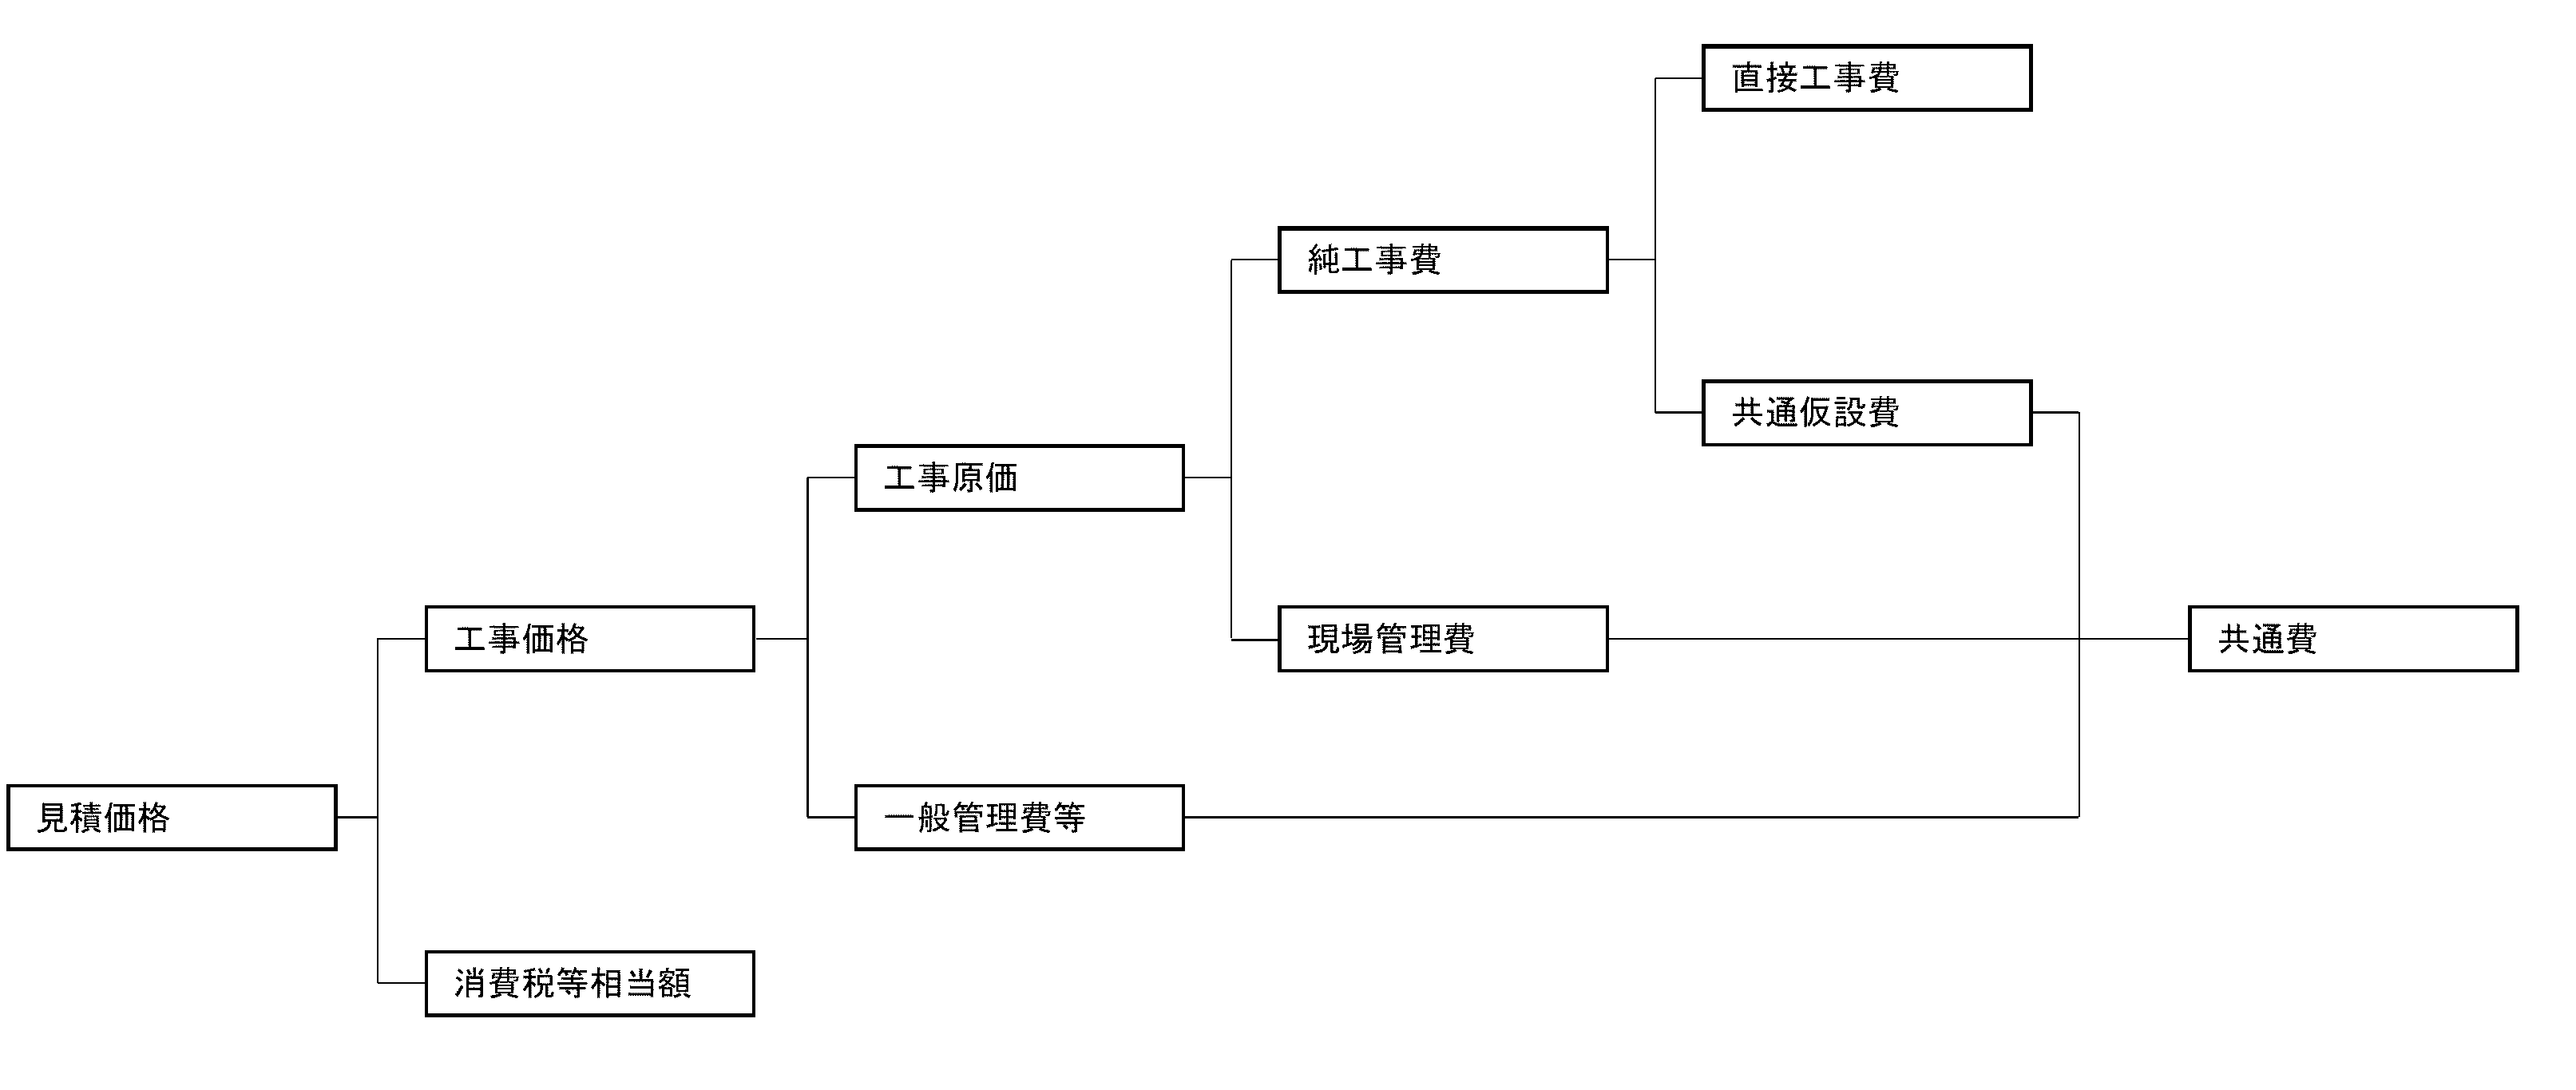 直接工事費
純工事費
共通仮設費
工事原価
工事価格
現場管理費
共通費
見積価格
一般管理費等
消費税等相当額